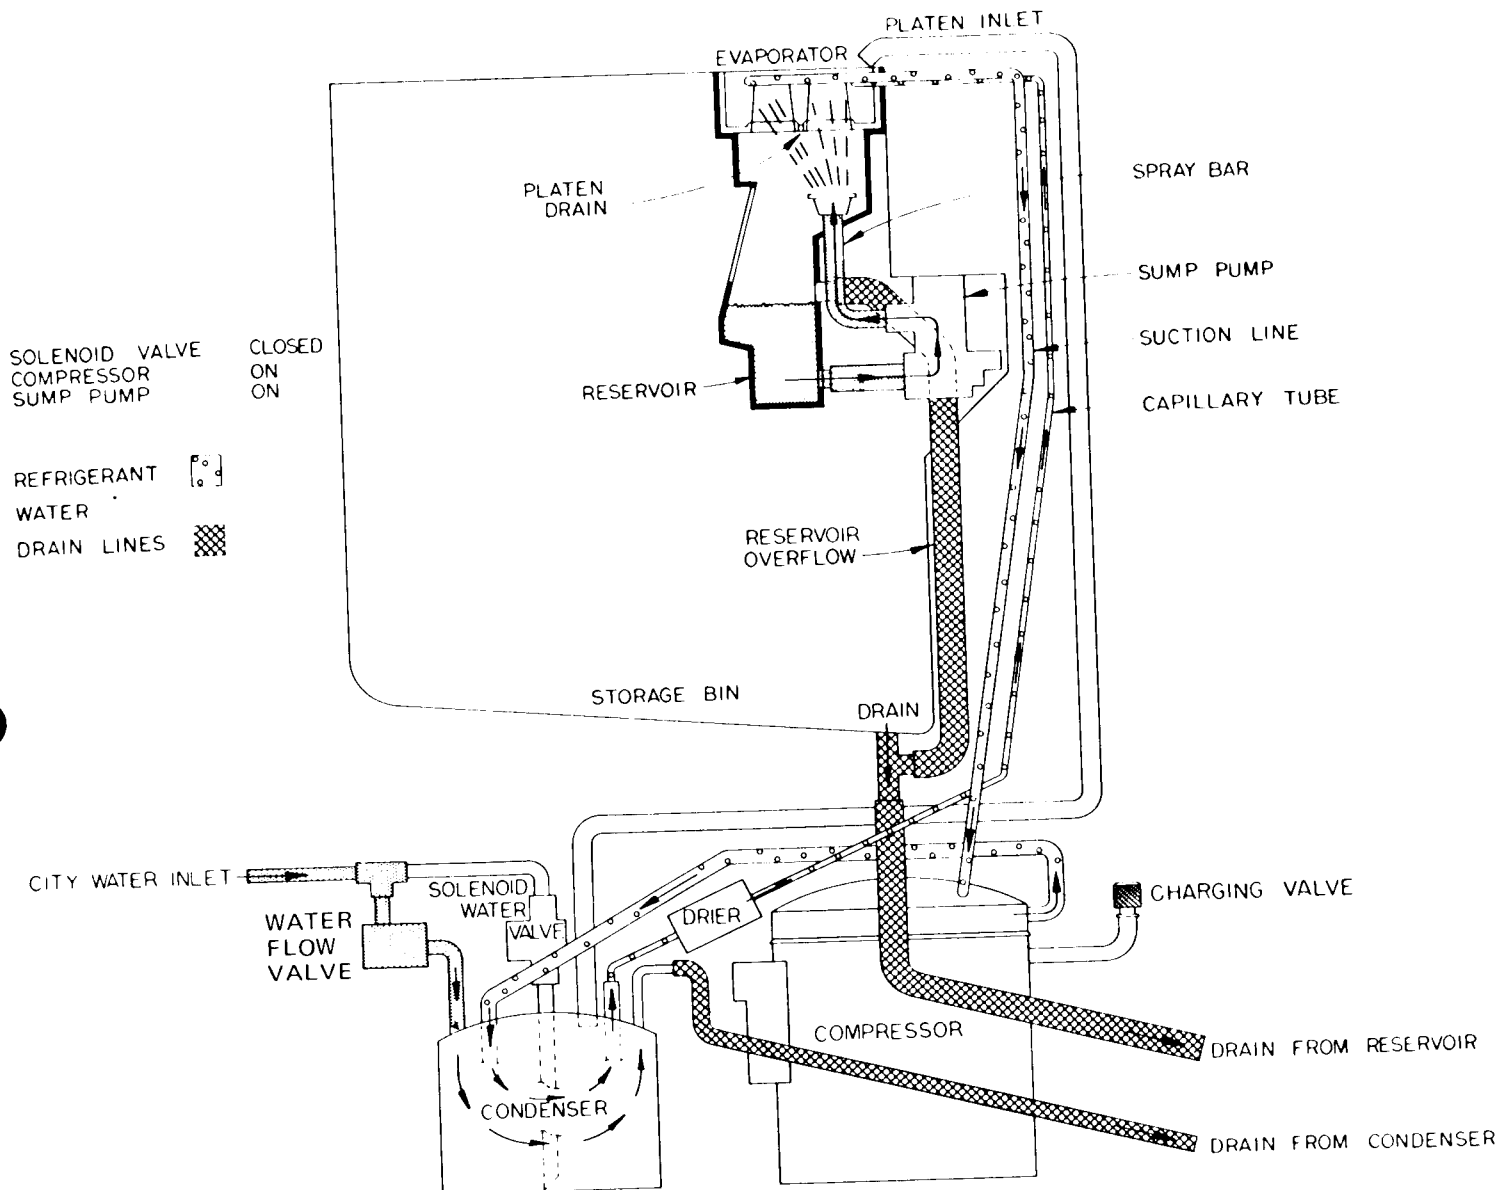 PLATEN INLET
EVAPORATOR
SPRAY BAR
PLATEN
DRAIN
SUMP PUMP
SUCTION LINE
SOLENOID VALVE CLOSED
COMPRESSOR ON
SUMP PUMP ON
RESERVOIR
CAPILLARY TUBE
REFRIGERANT
WATER
DRAIN LINES
RESERVOIR
OVERFLOW
STORAGE BIN
DRAIN
CITY WATER INLET
SOLENOID
WATER
VALVE
CHARGING VALVE
WATER
FLOW
VALVE
DRIER
COMPRESSOR
DRAIN FROM RESERVOIR
CONDENSER
DRAIN FROM CONDENSER